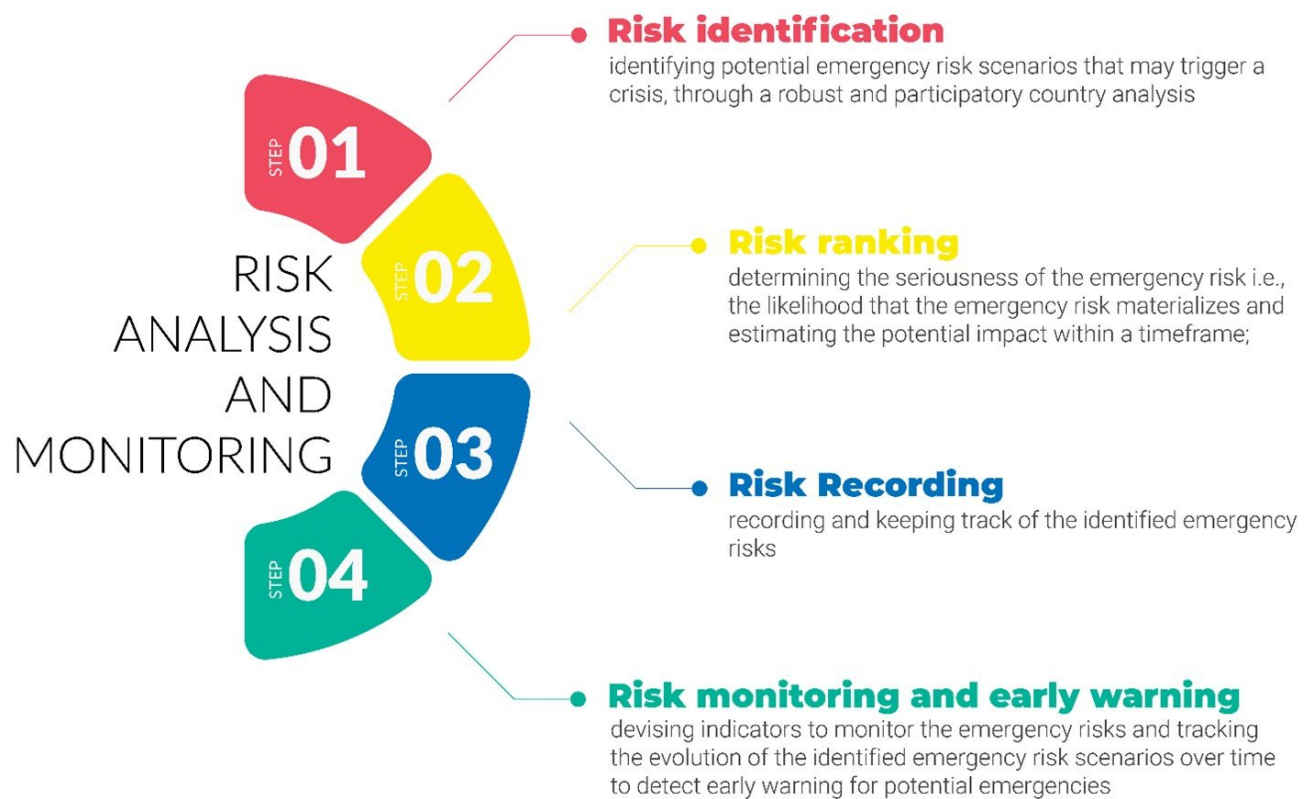 Risk identification
identifying potential emergency risk scenarios that may trigger a
crisis, through a robust and participatory country analysis
STEP 01
STEP 02
Risk ranking
determining the seriousness of the emergency risk i.e.,
the likelihood that the emergency risk materializes and
estimating the potential impact within a timeframe;
RISK
ANALYSIS
AND
MONITORING
STEP 03
Risk Recording
recording and keeping track of the identified emergency
risks
STEP 04
Risk monitoring and early warning
devising indicators to monitor the emergency risks and tracking
the evolution of the identified emergency risk scenarios over time
to detect early warning for potential emergencies